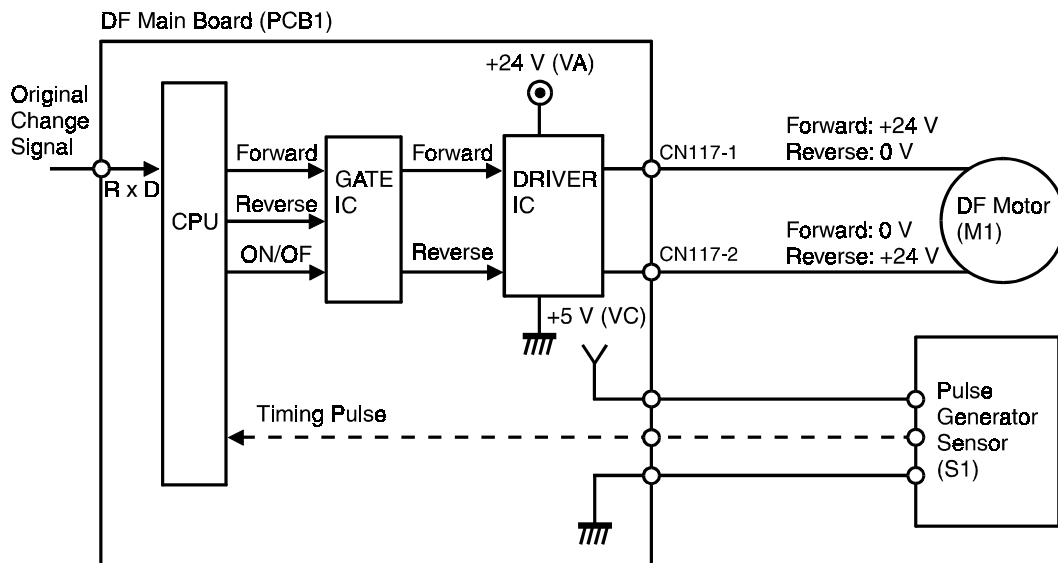 DF Main Board (PCB1)
+24 V (VA)
Original
Change
Signal
R x D
CPU
Forward
Reverse
ON/OF
GATE
IC
Forward
Reverse
DRIVER
IC
+5 V (VC)
CN117-1
Forward: +24 V
Reverse: 0 V
CN117-2
Forward: 0 V
Reverse: +24 V
DF Motor
(M1)
Timing Pulse
Pulse
Generator
Sensor
(S1)